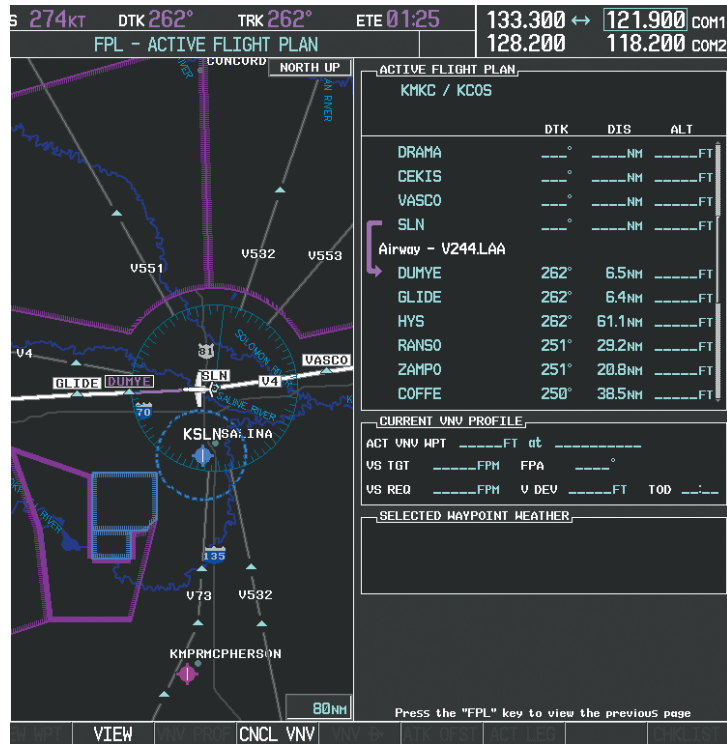 S 274KT DTK 262° TRK 262° ETE 01:25
133.300 ↔ 121.900 COM1
128.200 118.200 COM2
FPL - ACTIVE FLIGHT PLAN
NORTH UP
CONCORD
V551
V532
V553
SOLOMON RI
81
V4
VASCO
SLN
V4
GLIDE
DUMYE
SALINE RIVER
70
KSLN
SALINA
RIVER
135
V73
V532
KMPR
MCPHERSON
80NM
ACTIVE FLIGHT PLAN
KMKC / KCOS
DTK DIS ALT
DRAMA ___° ____NM _____FT
CEKIS ___° ____NM _____FT
VASCO ___° ____NM _____FT
SLN ___° ____NM _____FT
Airway - V244.LAA
DUMYE 262° 6.5NM _____FT
GLIDE 262° 6.4NM _____FT
HYS 262° 61.1NM _____FT
RANSO 251° 29.2NM _____FT
ZAMPO 251° 20.8NM _____FT
COFFE 250° 38.5NM _____FT
CURRENT VNV PROFILE
ACT VNV WPT _____FT at __________
VS TGT _____FPM FPA ____°
VS REQ _____FPM V DEV _____FT TOD __:__
SELECTED WAYPOINT WEATHER
Press the "FPL" key to view the previous page
EW WPT VIEW VNV PROF CNCL VNV VNV ATK OFST ACT LEG CHKLIST